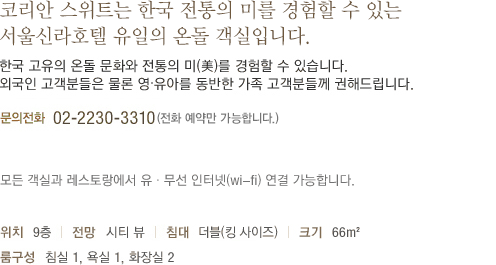 코리안 스위트는 한국 전통의 미를 경험할 수 있는
서울신라호텔 유일의 온돌 객실입니다.
한국 고유의 온돌 문화와 전통의 미(美)를 경험할 수 있습니다.
외국인 고객분들은 물론 영·유아를 동반한 가족 고객분들께 권해드립니다.
문의전화 02-2230-3310 (전화 예약만 가능합니다.)
모든 객실과 레스토랑에서 유 · 무선 인터넷(wi-fi) 연결 가능합니다.
위치 9층 | 전망 시티 뷰 | 침대 더블(킹 사이즈) | 크기 66m²
룸구성 침실 1, 욕실 1, 화장실 2